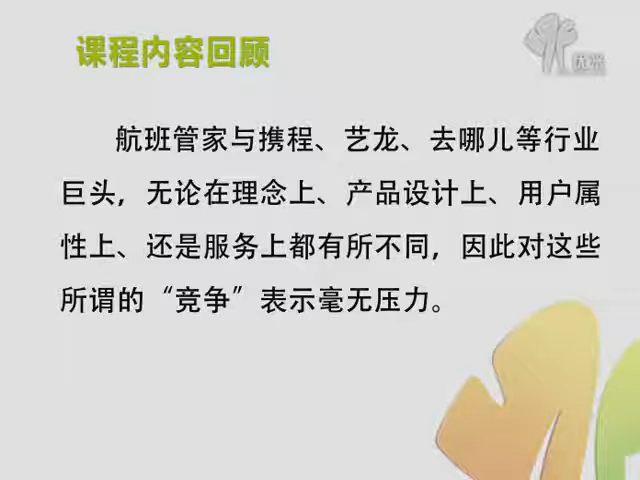 课程内容回顾
优米
航班管家与携程、艺龙、去哪儿等行业
巨头，无论在理念上、产品设计上、用户属
性上、还是服务上都有所不同，因此对这些
所谓的“竞争”表示毫无压力。